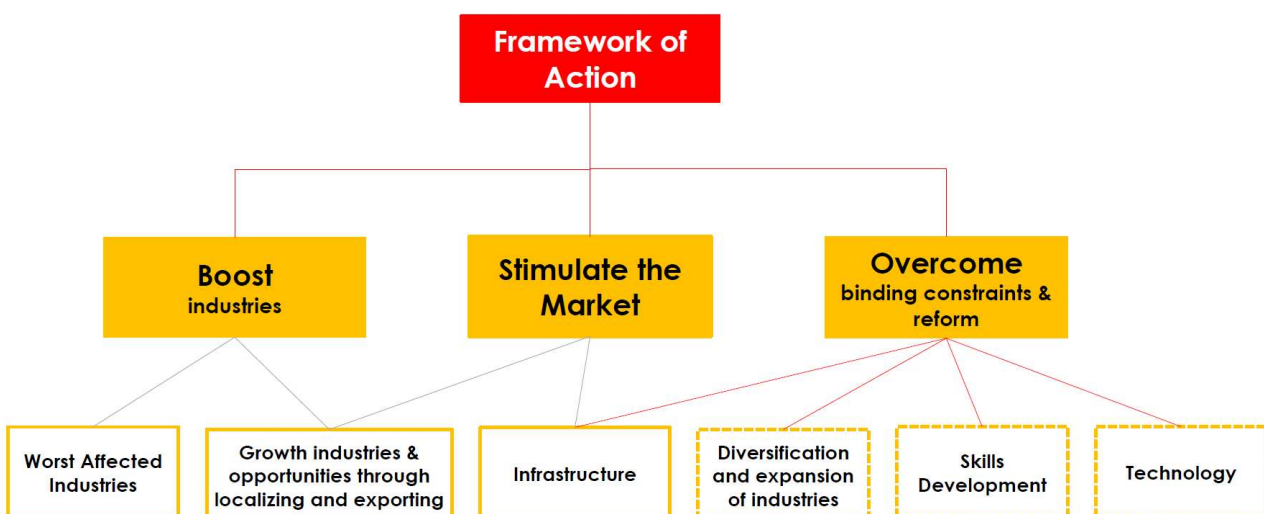 Framework of
Action
Boost
industries
Stimulate the
Market
Overcome
binding constraints &
reform
Worst Affected
Industries
Growth industries &
opportunities through
localizing and exporting
Infrastructure
Diversification
and expansion
of industries
Skills
Development
Technology